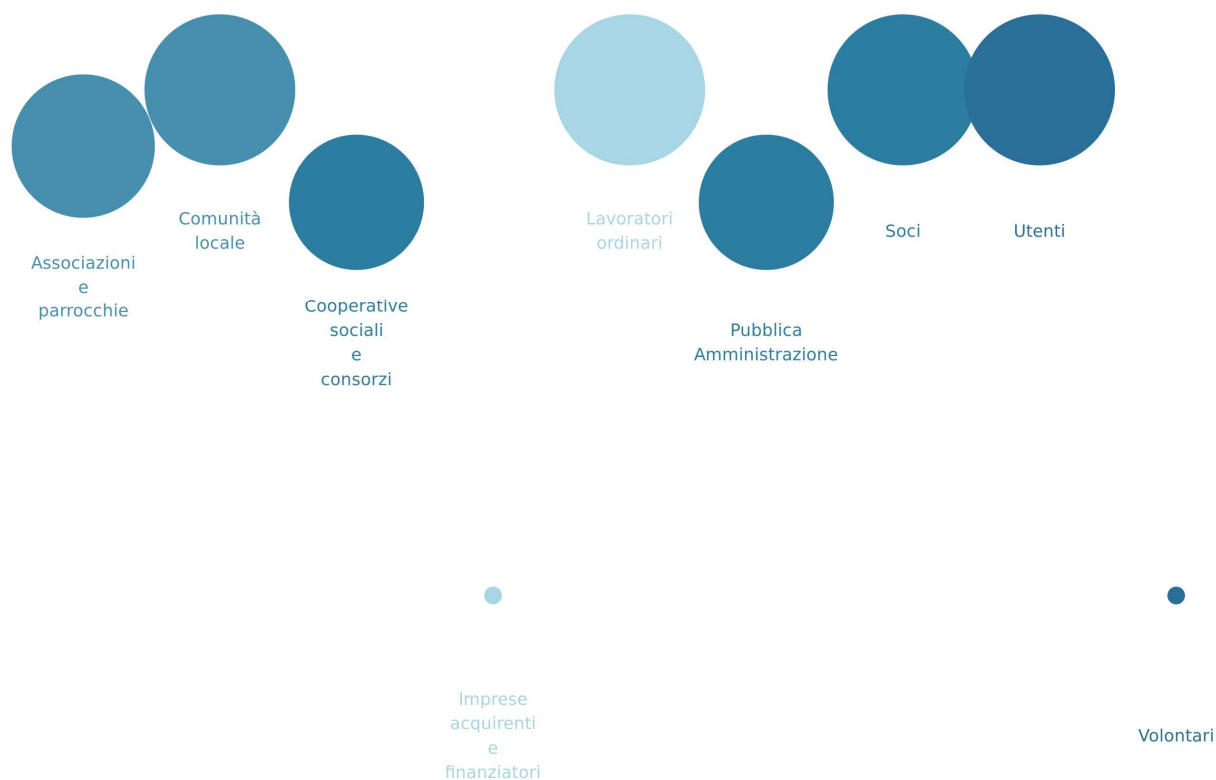 Associazioni
e
parrocchie
Comunità
locale
Cooperative
sociali
e
consorzi
Imprese
acquirenti
e
finanziatori
Lavoratori
ordinari
Pubblica
Amministrazione
Soci
Utenti
Volontari